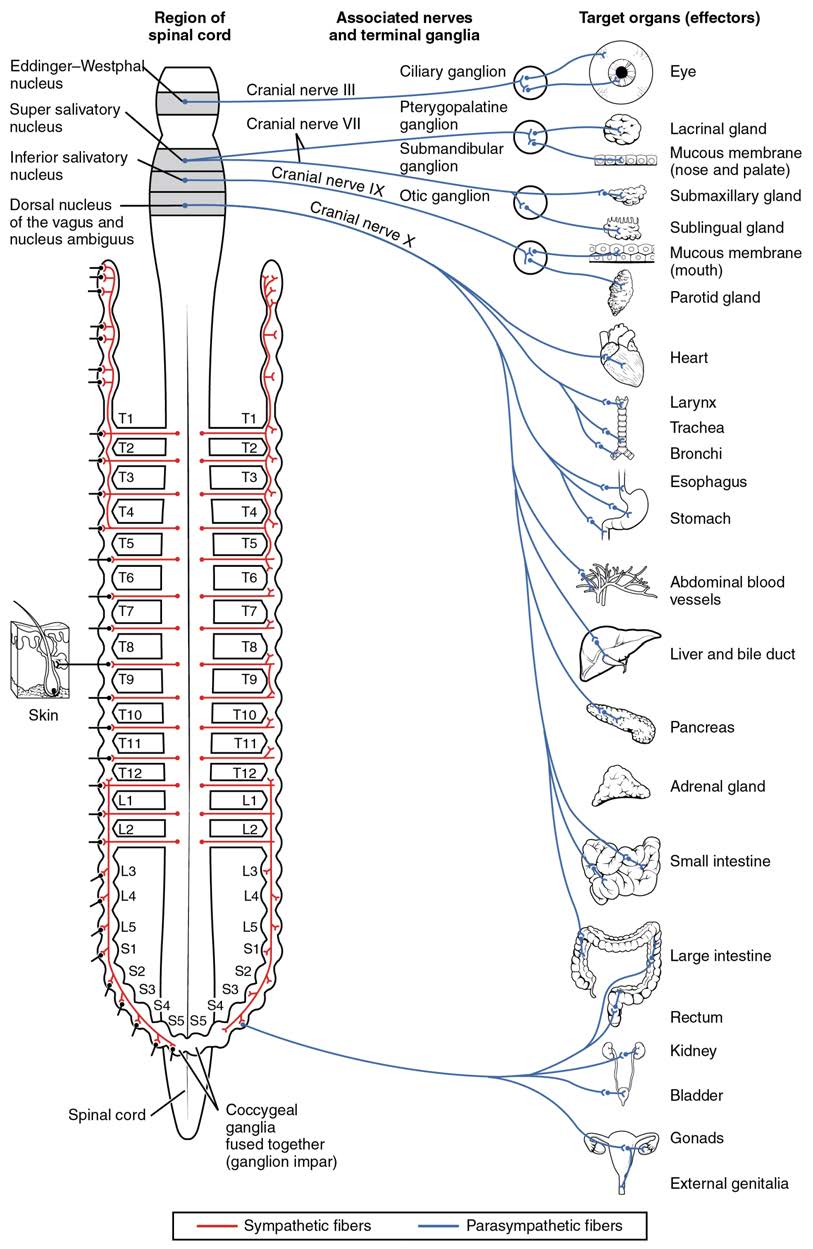 Region of
spinal cord
Associated nerves
and terminal ganglia
Target organs (effectors)
Eddinger–Westphal
nucleus
Super salivatory
nucleus
Inferior salivatory
nucleus
Dorsal nucleus
of the vagus and
nucleus ambiguus
Cranial nerve III
Cranial nerve VII
Cranial nerve IX
Cranial nerve X
Ciliary ganglion
Pterygopalatine
ganglion
Submandibular
ganglion
Otic ganglion
Eye
Lacrinal gland
Mucous membrane
(nose and palate)
Submaxillary gland
Sublingual gland
Mucous membrane
(mouth)
Parotid gland
Heart
Larynx
Trachea
Bronchi
Esophagus
Stomach
Abdominal blood
vessels
Liver and bile duct
Pancreas
Adrenal gland
Small intestine
Large intestine
Rectum
Kidney
Bladder
Gonads
External genitalia
T1 T1
T2 T2
T3 T3
T4 T4
T5 T5
T6 T6
T7 T7
T8 T8
T9 T9
T10 T10
T11 T11
T12 T12
L1 L1
L2 L2
L3 L3
L4 L4
L5 L5
S1 S1
S2 S2
S3 S3
S4 S4
S5 S5
Skin
Spinal cord
Coccygeal
ganglia
fused together
(ganglion impar)
Sympathetic fibers
Parasympathetic fibers